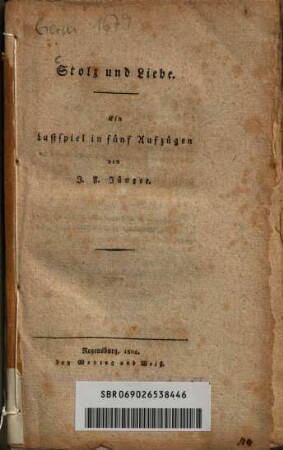 Germ 1679
Stolz und Liebe.
Ein
Lustspiel in fünf Aufzügen
von
J. F. Jünger.
Regensburg, 1804.
bey Montag und Weiß.
SBR069026538446